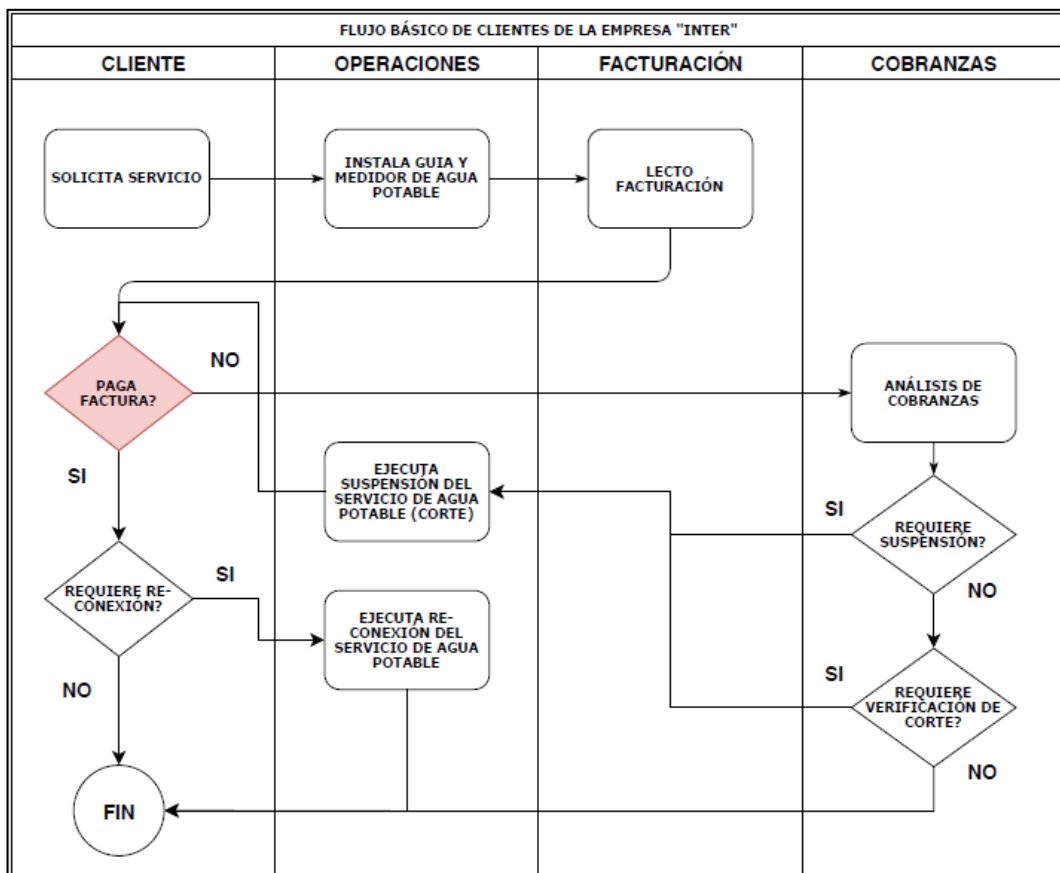 FLUJO BÁSICO DE CLIENTES DE LA EMPRESA "INTER"
CLIENTE
OPERACIONES
FACTURACIÓN
COBRANZAS
SOLICITA SERVICIO
INSTALA GUIA Y
MEDIDOR DE AGUA
POTABLE
LECTO
FACTURACIÓN
PAGA
FACTURA?
NO
ANÁLISIS DE
COBRANZAS
SI
EJECUTA
SUSPENSIÓN DEL
SERVICIO DE AGUA
POTABLE (CORTE)
SI
REQUIERE
SUSPENSIÓN?
NO
REQUIERE RE-
CONEXIÓN?
SI
EJECUTA RE-
CONEXIÓN DEL
SERVICIO DE AGUA
POTABLE
SI
REQUIERE
VERIFICACIÓN DE
CORTE?
NO
NO
FIN